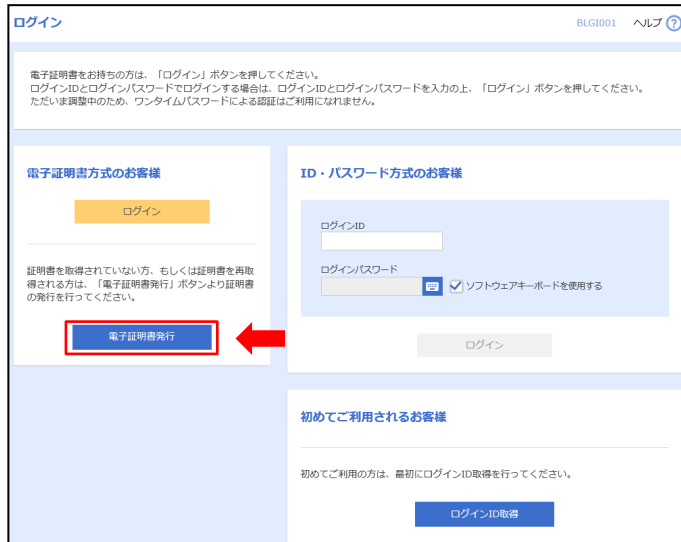 ログイン
BLGI001 ヘルプ ?
電子証明書をお持ちの方は、「ログイン」ボタンを押してください。
ログインIDとログインパスワードでログインする場合は、ログインIDとログインパスワードを入力の上、「ログイン」ボタンを押してください。
ただいま調整中のため、ワンタイムパスワードによる認証はご利用になれません。
電子証明書方式のお客様
ログイン
証明書を取得されていない方、もしくは証明書を再取
得される方は、「電子証明書発行」ボタンより証明書
の発行を行ってください。
電子証明書発行
ID・パスワード方式のお客様
ログインID
ログインパスワード
ソフトウェアキーボードを使用する
ログイン
初めてご利用されるお客様
初めてご利用の方は、最初にログインID取得を行ってください。
ログインID取得